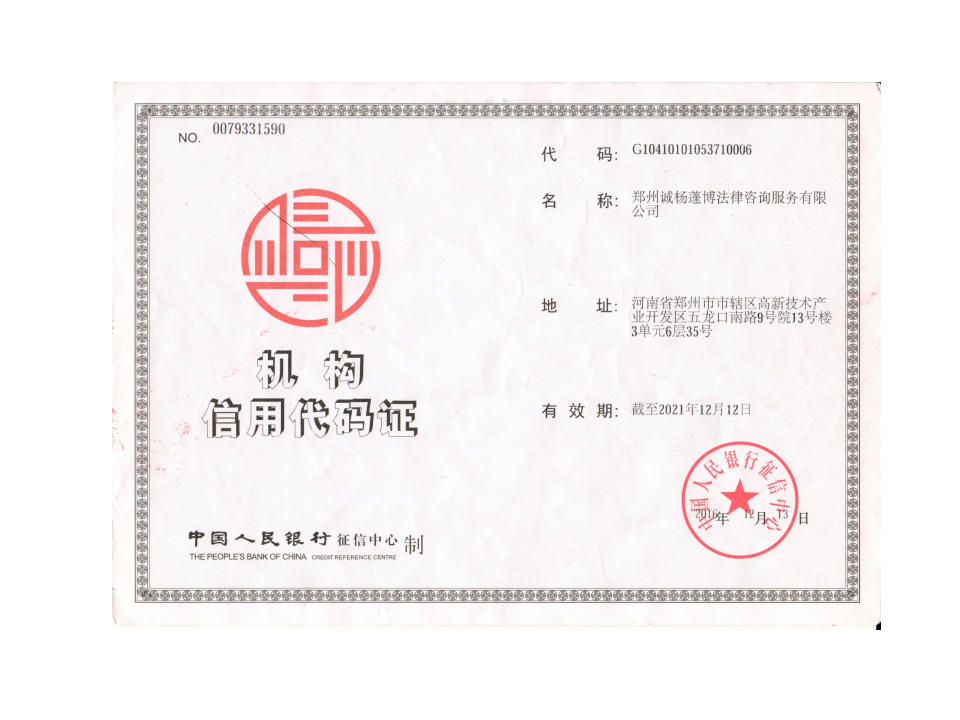 NO. 0079331590
代 码: G10410101053710006
名 称: 郑州诚杨蓬博法律咨询服务有限
公司
地 址: 河南省郑州市市辖区高新技术产
业开发区五龙口南路9号院13号楼
3单元6层35号
机构
信用代码证
有效期: 截至2021年12月12日
中国人民银行征信中心
2016年 12月 13日
中国人民银行征信中心 制
THE PEOPLE'S BANK OF CHINA CREDIT REFERENCE CENTRE